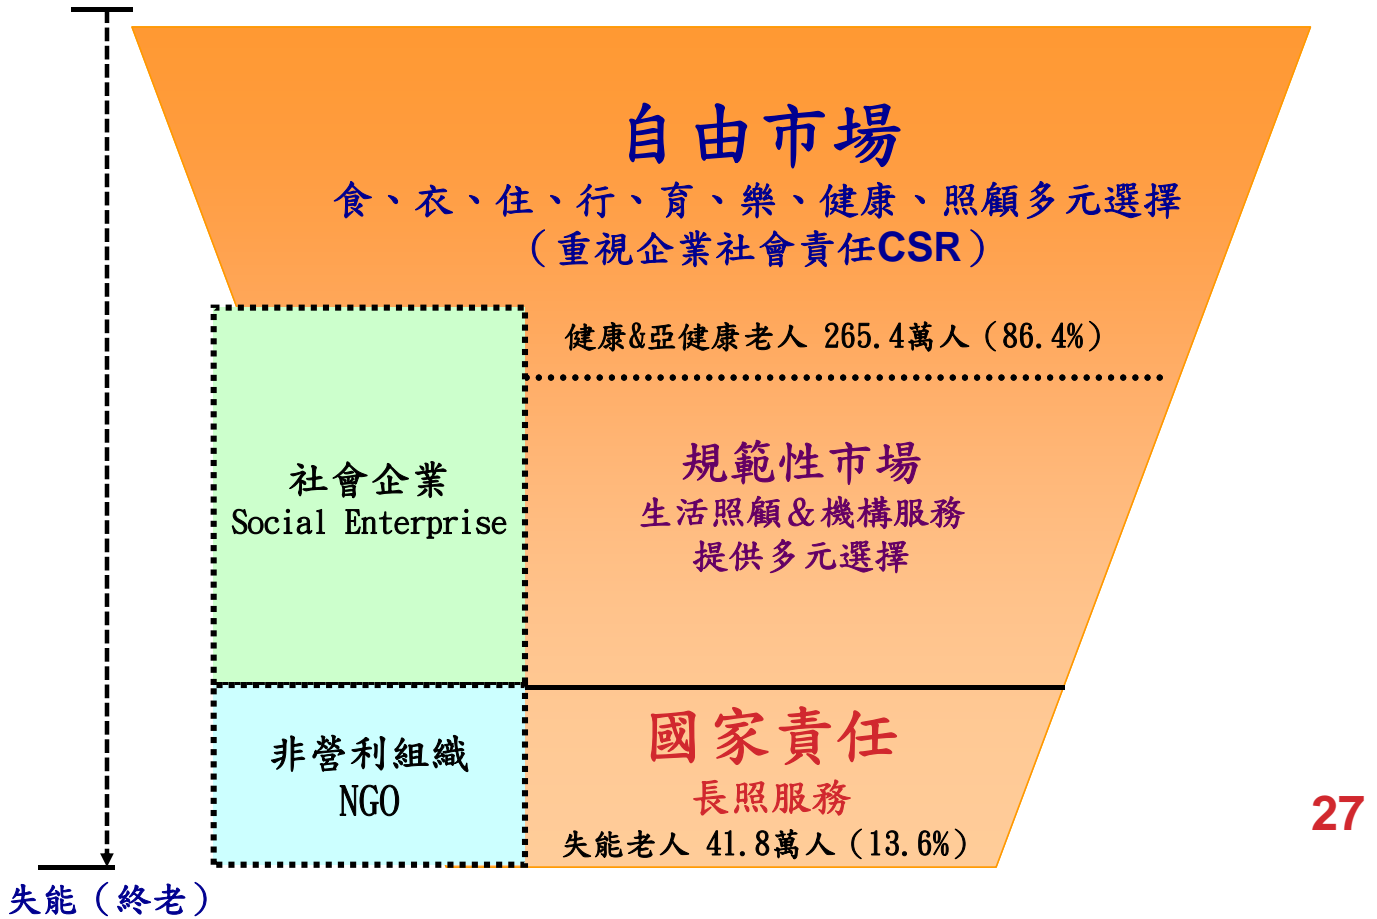 自由市場
食、衣、住、行、育、樂、健康、照顧多元選擇
（重視企業社會責任CSR）
健康&亞健康老人 265.4萬人（86.4%）
社會企業
Social Enterprise
規範性市場
生活照顧＆機構服務
提供多元選擇
非營利組織
NGO
國家責任
長照服務
失能老人 41.8萬人（13.6%）
27
失能（終老）